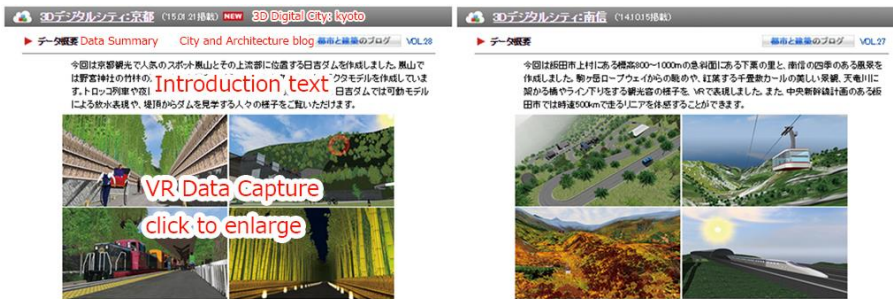 3Dデジタルシティ:京都 ('15.01.21掲載) NEW 3D Digital City: kyoto
データ概要 Data Summary City and Architecture blog 都市と建築のブログ VOL.28
今回は京都観光で人気のスポット嵐山とその上流部に位置する日吉ダムを作成しました。嵐山で
は野宮神社の竹林の
クタモデルを作成していま
Introduction text
す。トロッコ列車や夜
日吉ダムでは可動モデル
による放水表現や、堤頂からダムを見学する人々の様子をご覧いただけます。
VR Data Capture
click to enlarge
3Dデジタルシティ:南信 ('14.10.15掲載)
データ概要 都市と建築のブログ VOL.27
今回は飯田市上村にある標高800~1000mの急斜面にある下栗の里と、南信の四季のある風景を
作成しました。駒ヶ岳ロープウェイからの眺めや、紅葉する千畳敷カールの美しい景観、天竜川に
架かる橋やライン下りをする観光客の様子を、VRで表現しました。また、中央新幹線計画のある飯
田市では時速500kmで走るリニアを体感することができます。